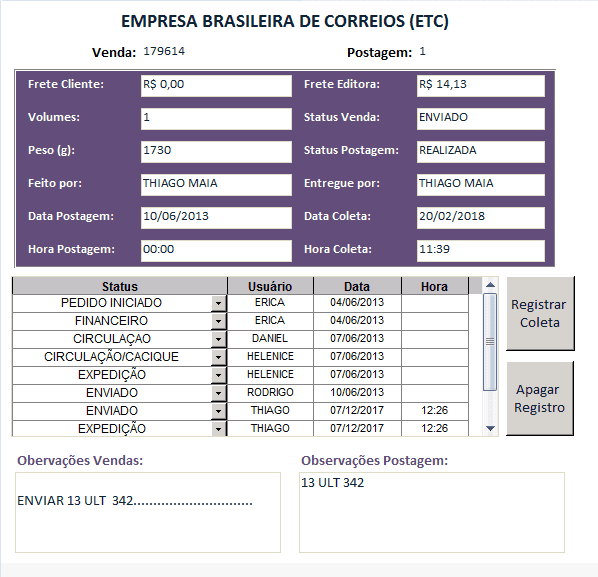 EMPRESA BRASILEIRA DE CORREIOS (ETC)
Venda: 179614 Postagem: 1
Frete Cliente: R$ 0,00 Frete Editora: R$ 14,13
Volumes: 1 Status Venda: ENVIADO
Peso (g): 1730 Status Postagem: REALIZADA
Feito por: THIAGO MAIA Entregue por: THIAGO MAIA
Data Postagem: 10/06/2013 Data Coleta: 20/02/2018
Hora Postagem: 00:00 Hora Coleta: 11:39
Status Usuário Data Hora
PEDIDO INICIADO ERICA 04/06/2013
FINANCEIRO ERICA 04/06/2013
CIRCULAÇAO DANIEL 07/06/2013
CIRCULAÇÃO/CACIQUE HELENICE 07/06/2013
EXPEDIÇÃO HELENICE 07/06/2013
ENVIADO RODRIGO 10/06/2013
ENVIADO THIAGO 07/12/2017 12:26
EXPEDIÇÃO THIAGO 07/12/2017 12:26
Registrar
Coleta
Apagar
Registro
Obervações Vendas: Observações Postagem:
ENVIAR 13 ULT 342..............................
13 ULT 342